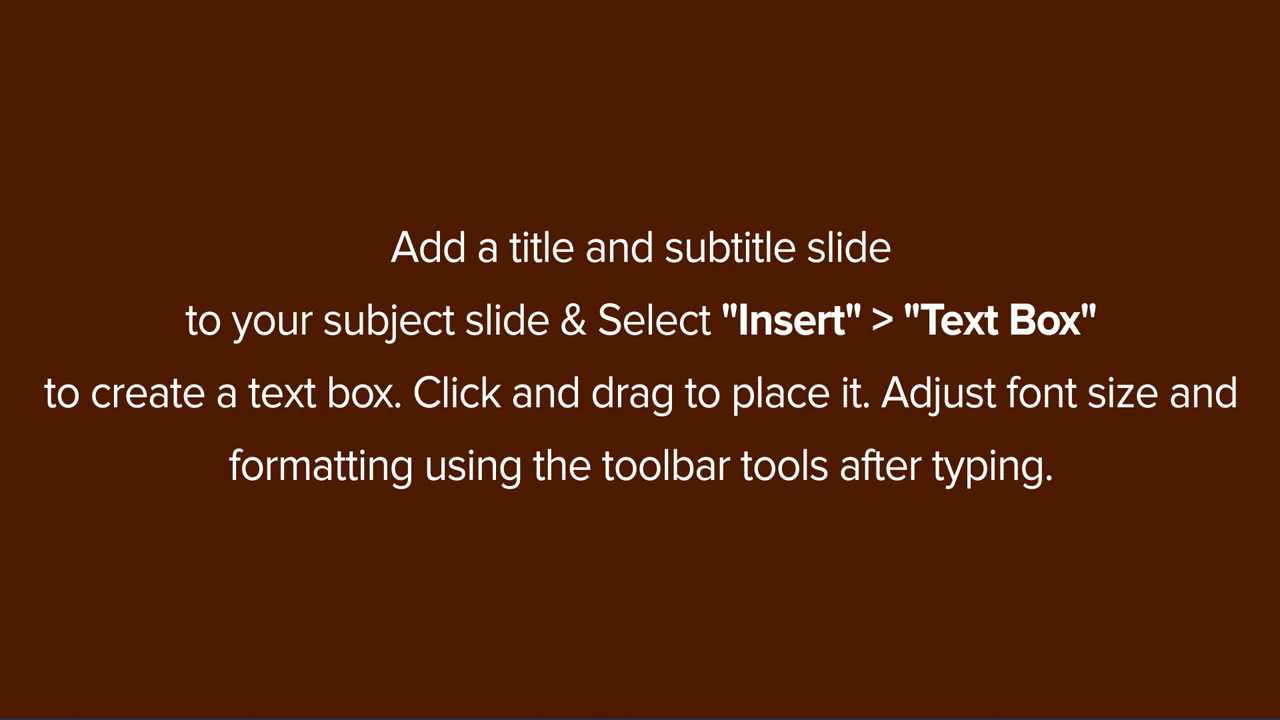 Add a title and subtitle slide
to your subject slide & Select "Insert" > "Text Box"
to create a text box. Click and drag to place it. Adjust font size and
formatting using the toolbar tools after typing.